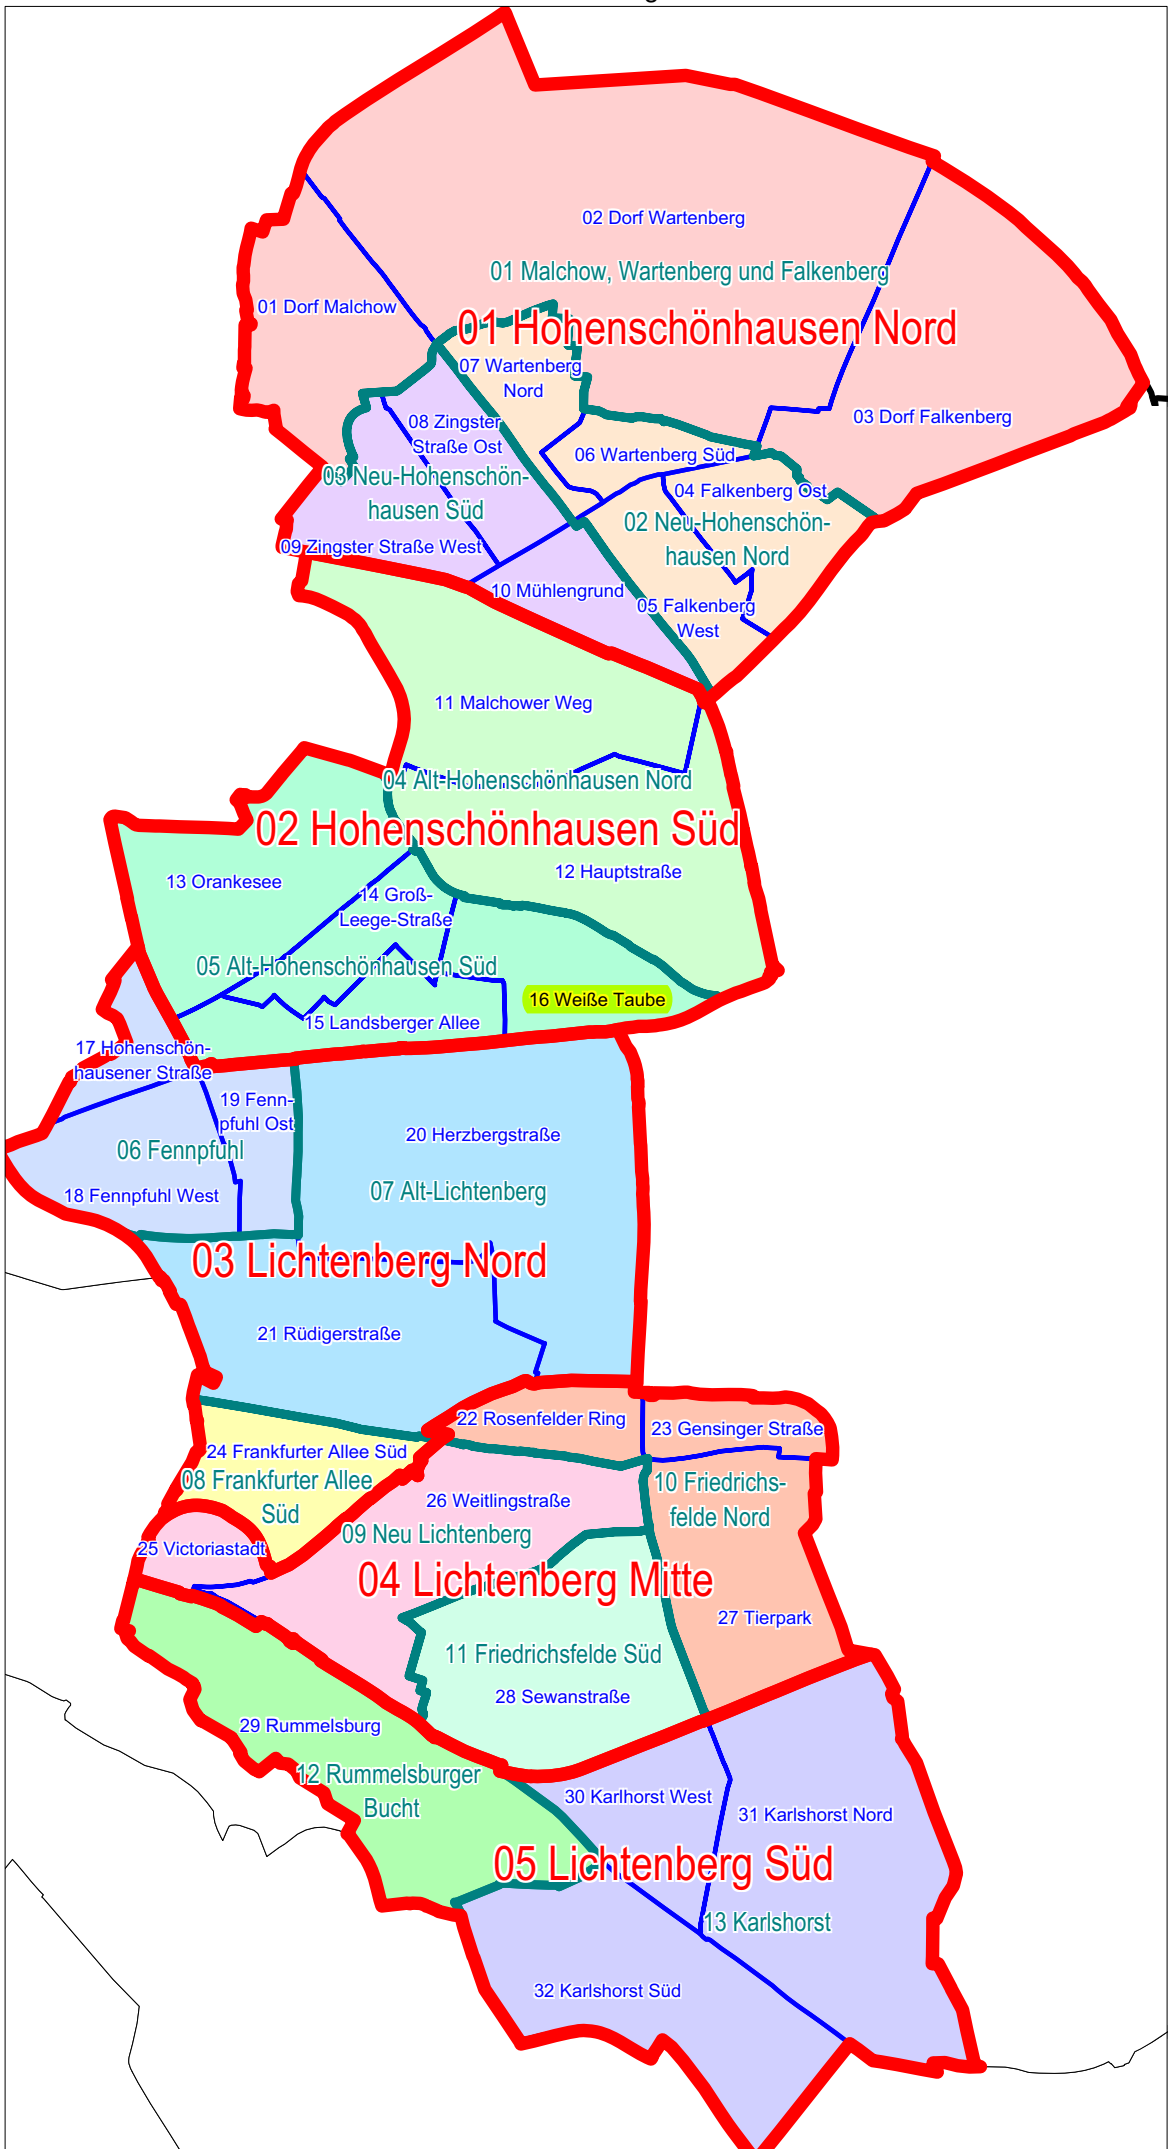 02 Dorf Wartenberg
01 Malchow, Wartenberg und Falkenberg
01 Dorf Malchow
01 Hohenschönhausen Nord
07 Wartenberg
Nord
03 Dorf Falkenberg
08 Zingster
Straße Ost
06 Wartenberg Süd
03 Neu-Hohenschön-
hausen Süd
04 Falkenberg Ost
02 Neu-Hohenschön-
hausen Nord
09 Zingster Straße West
10 Mühlengrund
05 Falkenberg
West
11 Malchower Weg
04 Alt-Hohenschönhausen Nord
02 Hohenschönhausen Süd
12 Hauptstraße
13 Orankesee
14 Groß-
Leege-Straße
05 Alt-Hohenschönhausen Süd
16 Weiße Taube
15 Landsberger Allee
17 Hohenschön-
hausener Straße
19 Fenn-
pfuhl Ost
20 Herzbergstraße
06 Fennpfuhl
18 Fennpfuhl West
07 Alt-Lichtenberg
03 Lichtenberg Nord
21 Rüdigerstraße
22 Rosenfelder Ring
23 Gensinger Straße
24 Frankfurter Allee Süd
08 Frankfurter Allee
Süd
10 Friedrichs-
felde Nord
26 Weitlingstraße
09 Neu Lichtenberg
25 Victoriastadt
04 Lichtenberg Mitte
27 Tierpark
11 Friedrichsfelde Süd
28 Sewanstraße
29 Rummelsburg
12 Rummelsburger
Bucht
30 Karlhorst West
31 Karlshorst Nord
05 Lichtenberg Süd
13 Karlshorst
32 Karlshorst Süd